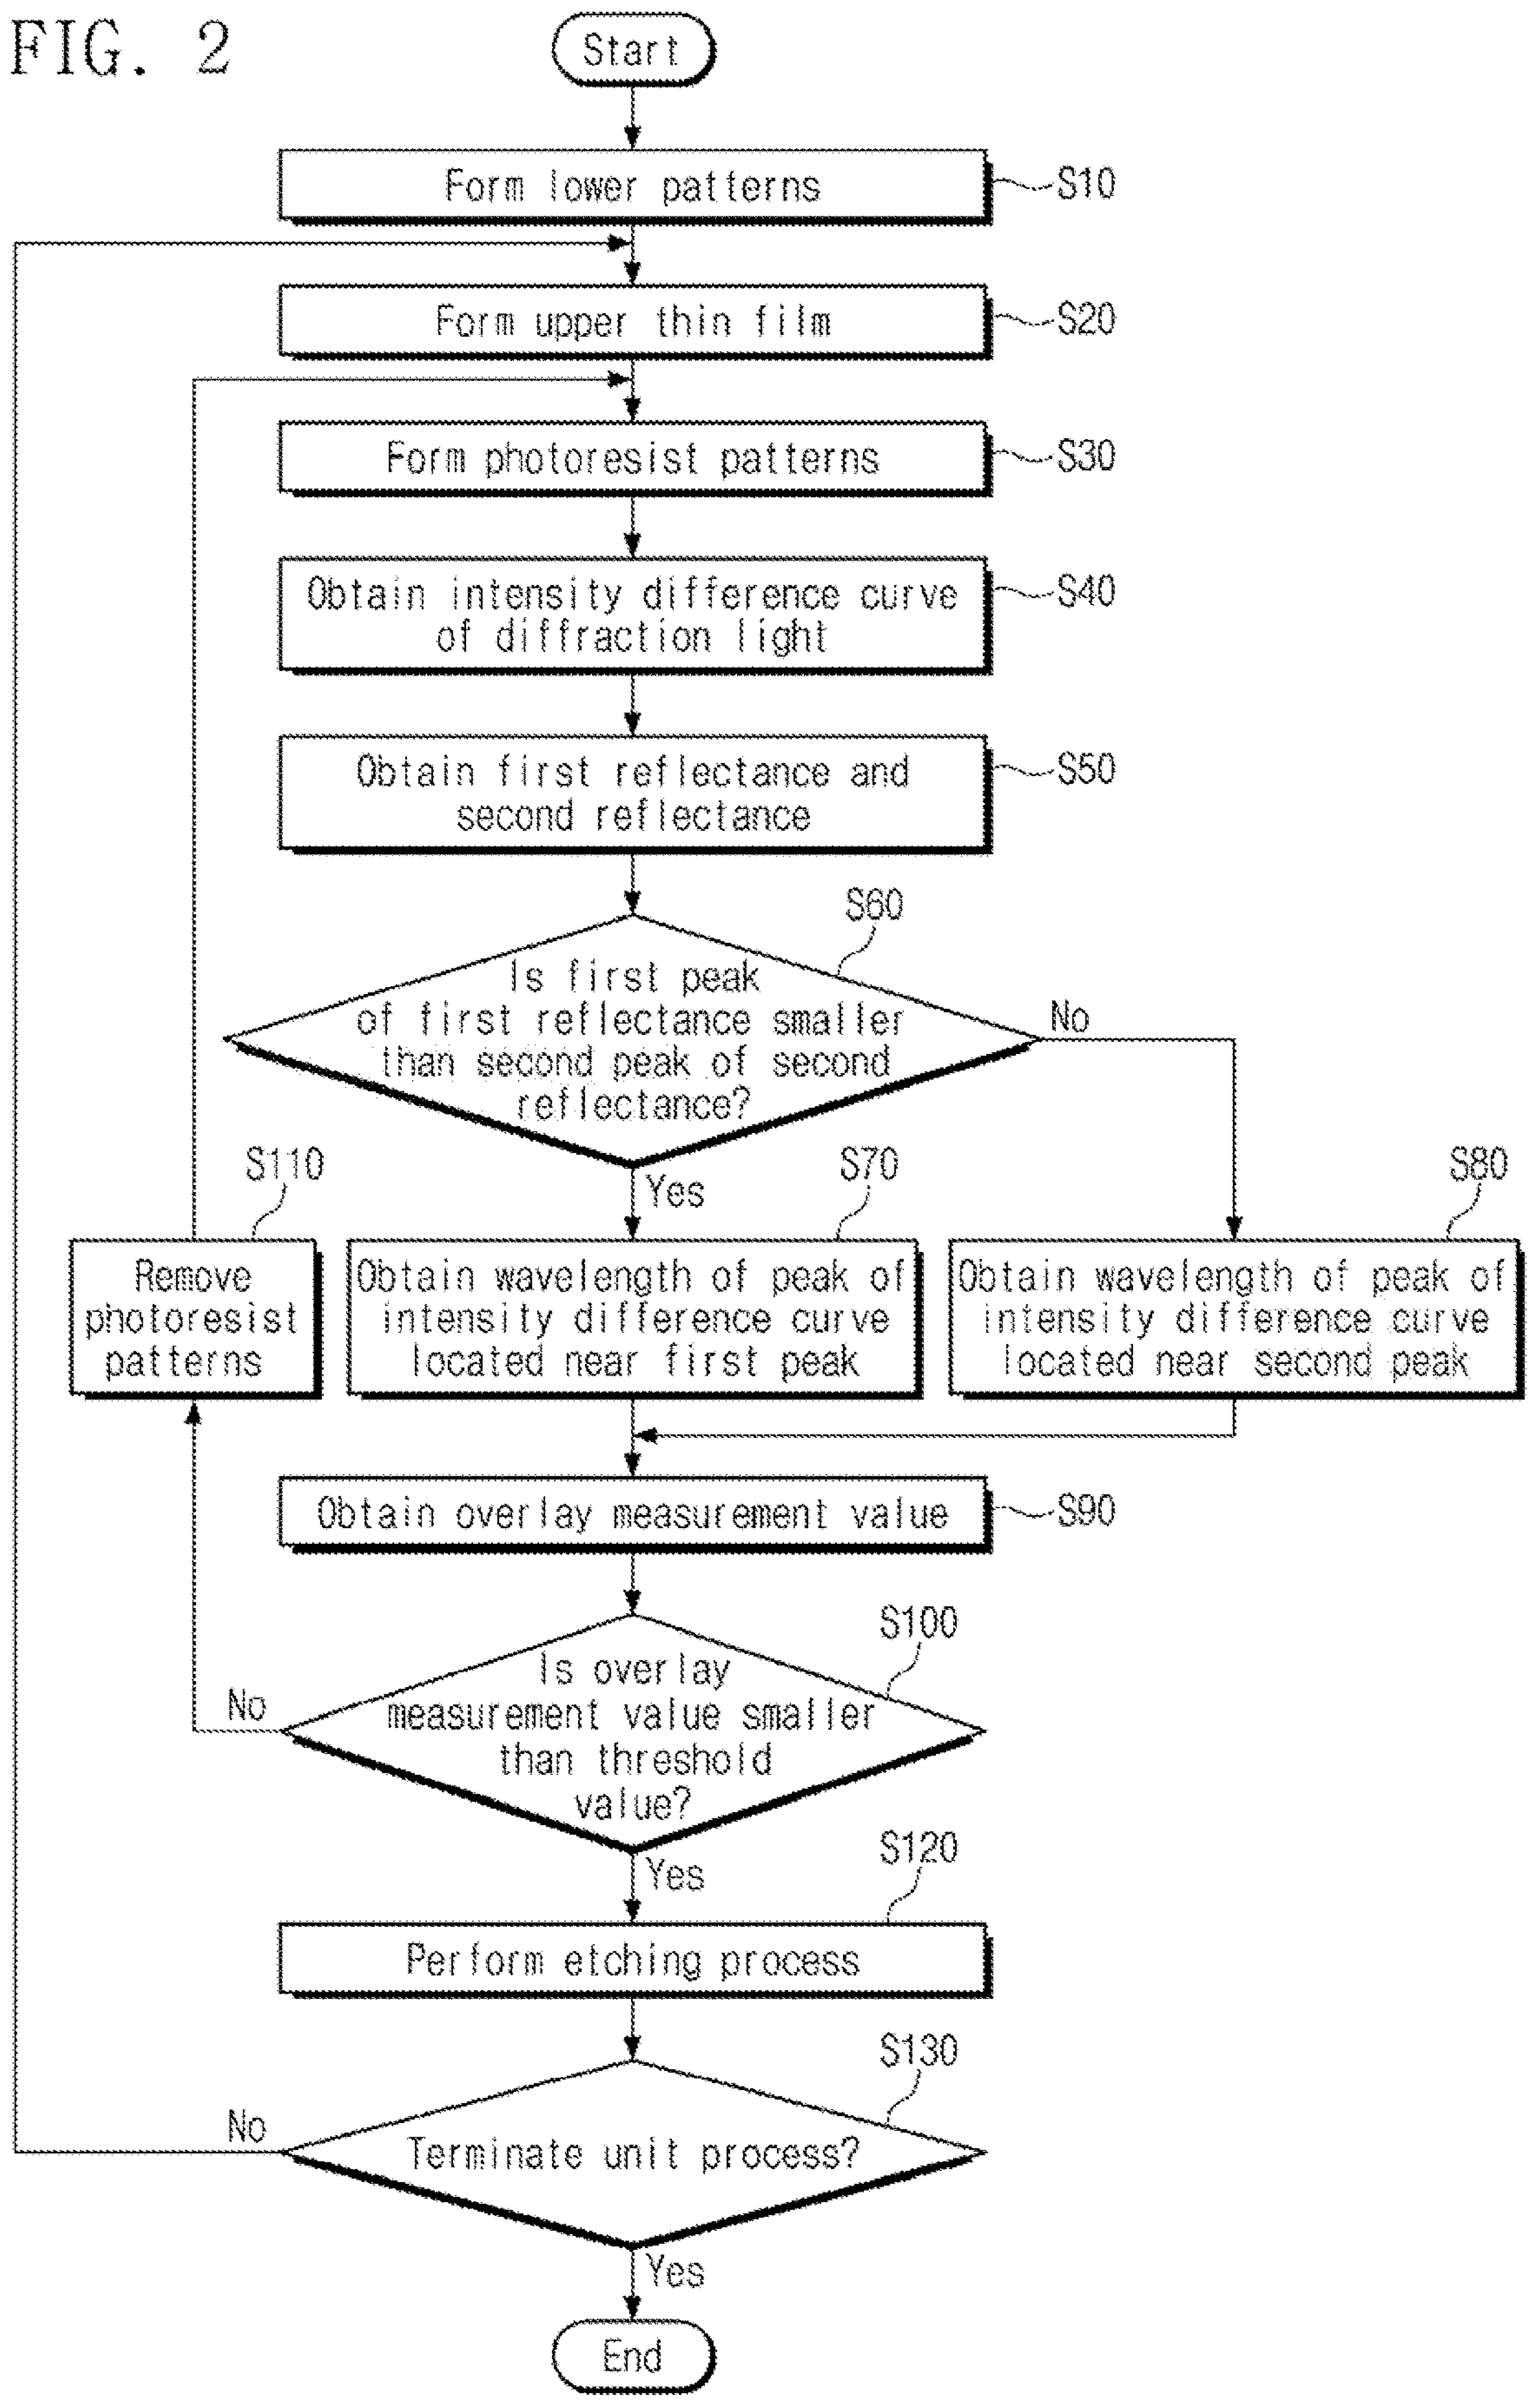 FIG. 2
Start
Form lower patterns
S10
Form upper thin film
S20
Form photoresist patterns
S30
Obtain intensity difference curve
of diffraction light
S40
Obtain first reflectance and
second reflectance
S50
S60
Is first peak
of first reflectance smaller
than second peak of second
reflectance?
No
Yes
S110
Remove
photoresist
patterns
S70
Obtain wavelength of peak of
intensity difference curve
located near first peak
S80
Obtain wavelength of peak of
intensity difference curve
located near second peak
Obtain overlay measurement value
S90
S100
Is overlay
measurement value smaller
than threshold
value?
No
Yes
S120
Perform etching process
S130
Terminate unit process?
No
Yes
End